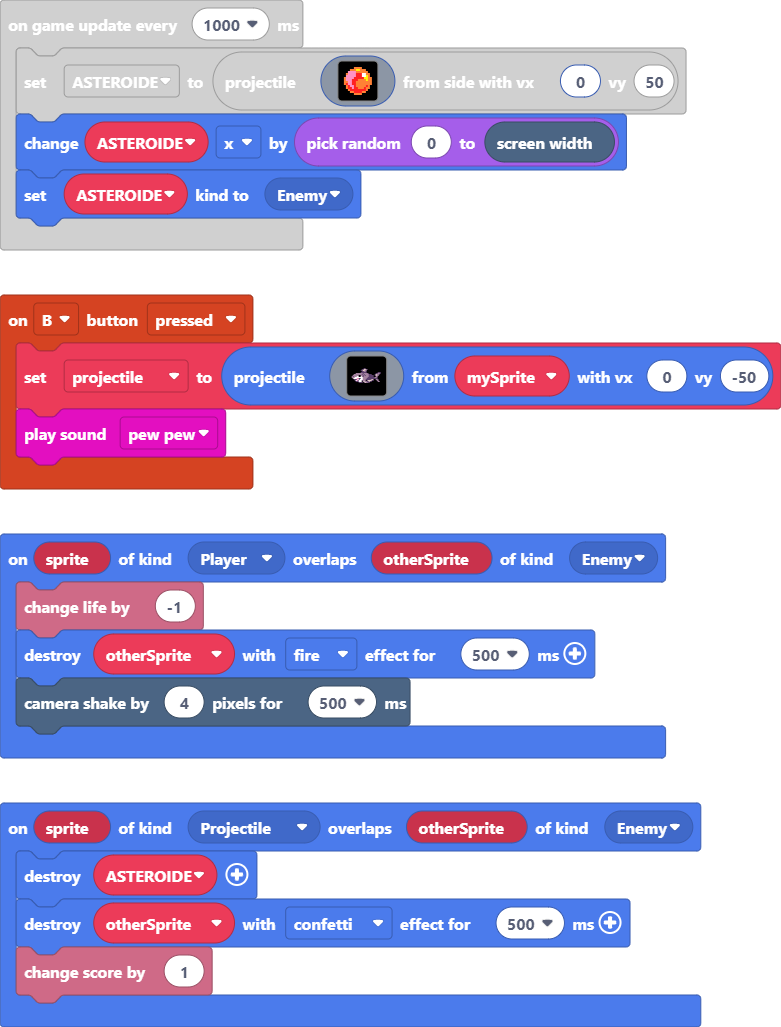 on game update every 1000 ms
set ASTEROIDE to projectile from side with vx 0 vy 50
change ASTEROIDE x by pick random 0 to screen width
set ASTEROIDE kind to Enemy
on B button pressed
set projectile to projectile from mySprite with vx 0 vy -50
play sound pew pew
on sprite of kind Player overlaps otherSprite of kind Enemy
change life by -1
destroy otherSprite with fire effect for 500 ms
camera shake by 4 pixels for 500 ms
on sprite of kind Projectile overlaps otherSprite of kind Enemy
destroy ASTEROIDE
destroy otherSprite with confetti effect for 500 ms
change score by 1